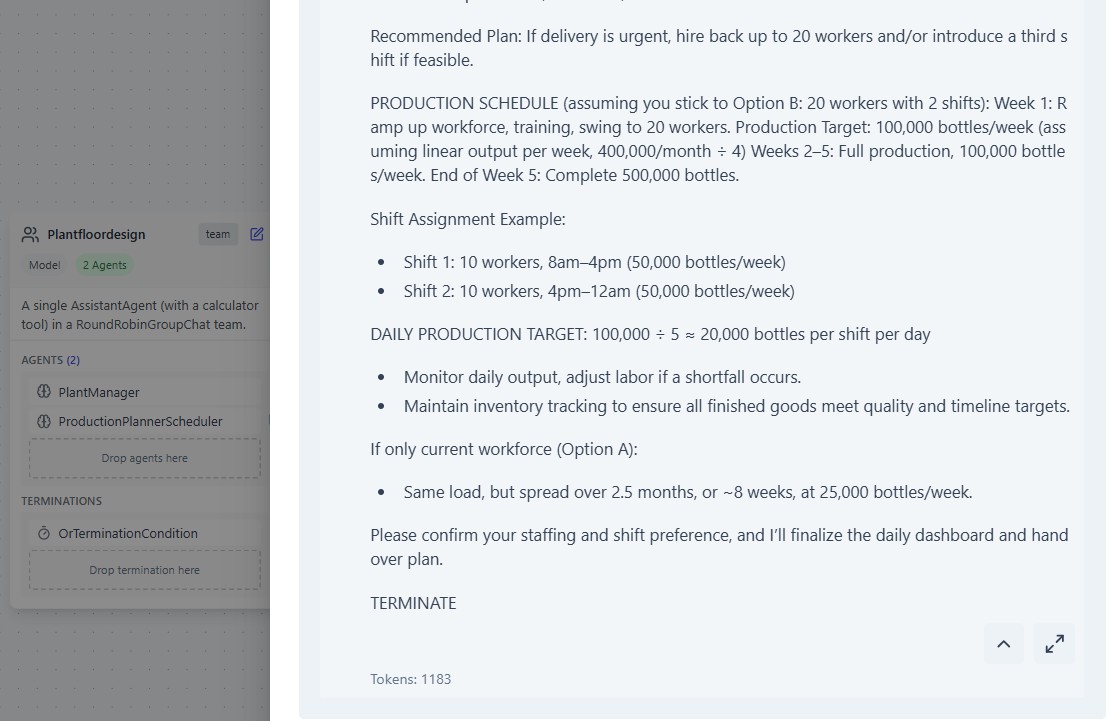 Recommended Plan: If delivery is urgent, hire back up to 20 workers and/or introduce a third s
hift if feasible.
PRODUCTION SCHEDULE (assuming you stick to Option B: 20 workers with 2 shifts): Week 1: R
amp up workforce, training, swing to 20 workers. Production Target: 100,000 bottles/week (ass
uming linear output per week, 400,000/month ÷ 4) Weeks 2–5: Full production, 100,000 bottle
s/week. End of Week 5: Complete 500,000 bottles.
Shift Assignment Example:
• Shift 1: 10 workers, 8am–4pm (50,000 bottles/week)
• Shift 2: 10 workers, 4pm–12am (50,000 bottles/week)
DAILY PRODUCTION TARGET: 100,000 ÷ 5 ≈ 20,000 bottles per shift per day
• Monitor daily output, adjust labor if a shortfall occurs.
• Maintain inventory tracking to ensure all finished goods meet quality and timeline targets.
If only current workforce (Option A):
• Same load, but spread over 2.5 months, or ~8 weeks, at 25,000 bottles/week.
Please confirm your staffing and shift preference, and I’ll finalize the daily dashboard and hand
over plan.
TERMINATE
Tokens: 1183
Plantfloordesign
team
Model
2 Agents
A single AssistantAgent (with a calculator
tool) in a RoundRobinGroupChat team.
AGENTS (2)
PlantManager
ProductionPlannerScheduler
Drop agents here
TERMINATIONS
OrTerminationCondition
Drop termination here